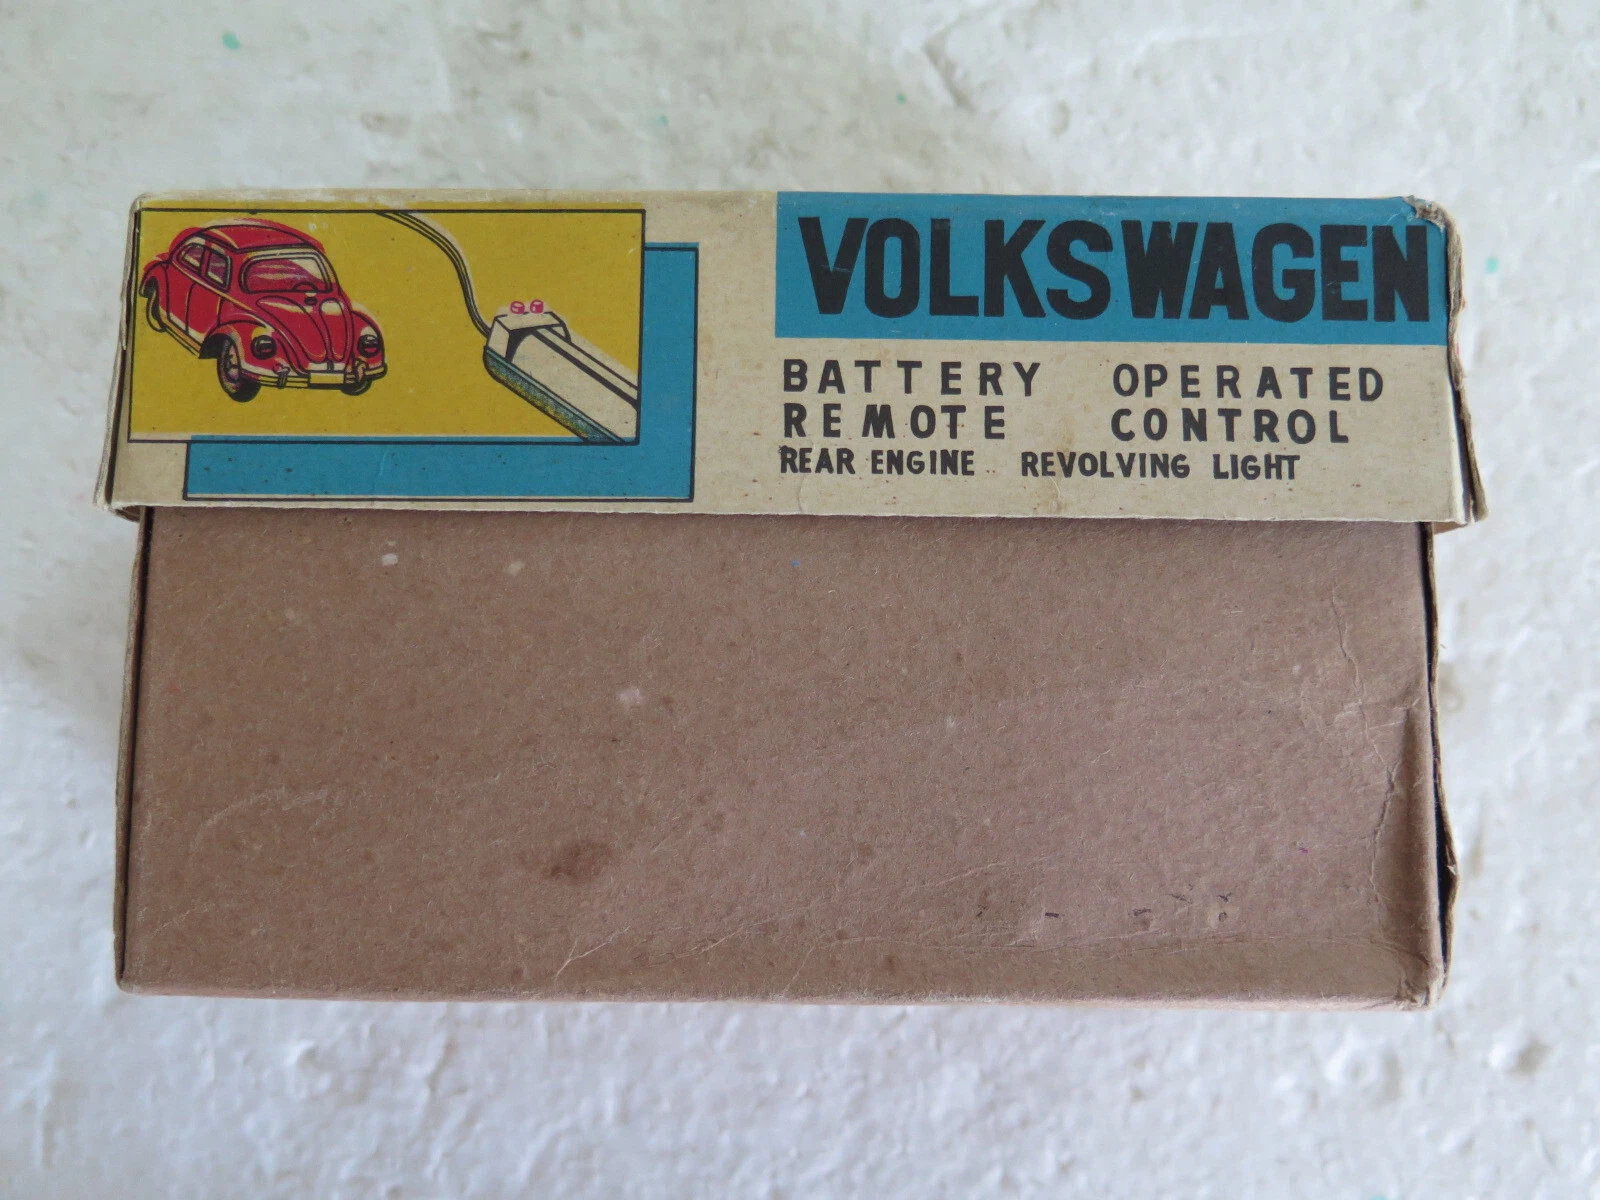 VOLKSWAGEN
BATTERY OPERATED
REMOTE CONTROL
REAR ENGINE REVOLVING LIGHT